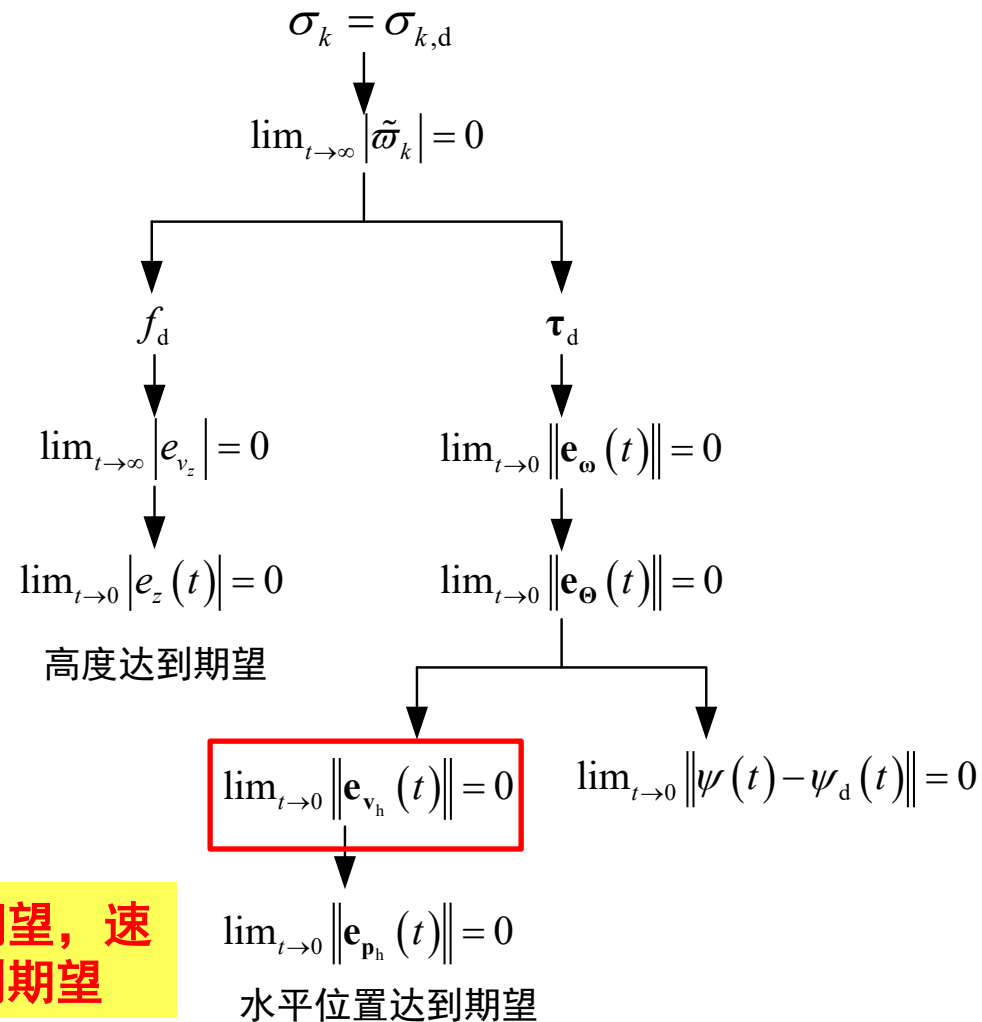 σ_k = σ_{k,d}
lim_{t→∞} |ϖ̃_k| = 0
f_d
τ_d
lim_{t→∞} |e_{v_z}| = 0
lim_{t→0} ‖e_ω(t)‖ = 0
lim_{t→0} |e_z(t)| = 0
lim_{t→0} ‖e_Θ(t)‖ = 0
高度达到期望
lim_{t→0} ‖e_{v_h}(t)‖ = 0
lim_{t→0} ‖ψ(t) − ψ_d(t)‖ = 0
望，速
期望
lim_{t→0} ‖e_{p_h}(t)‖ = 0
水平位置达到期望